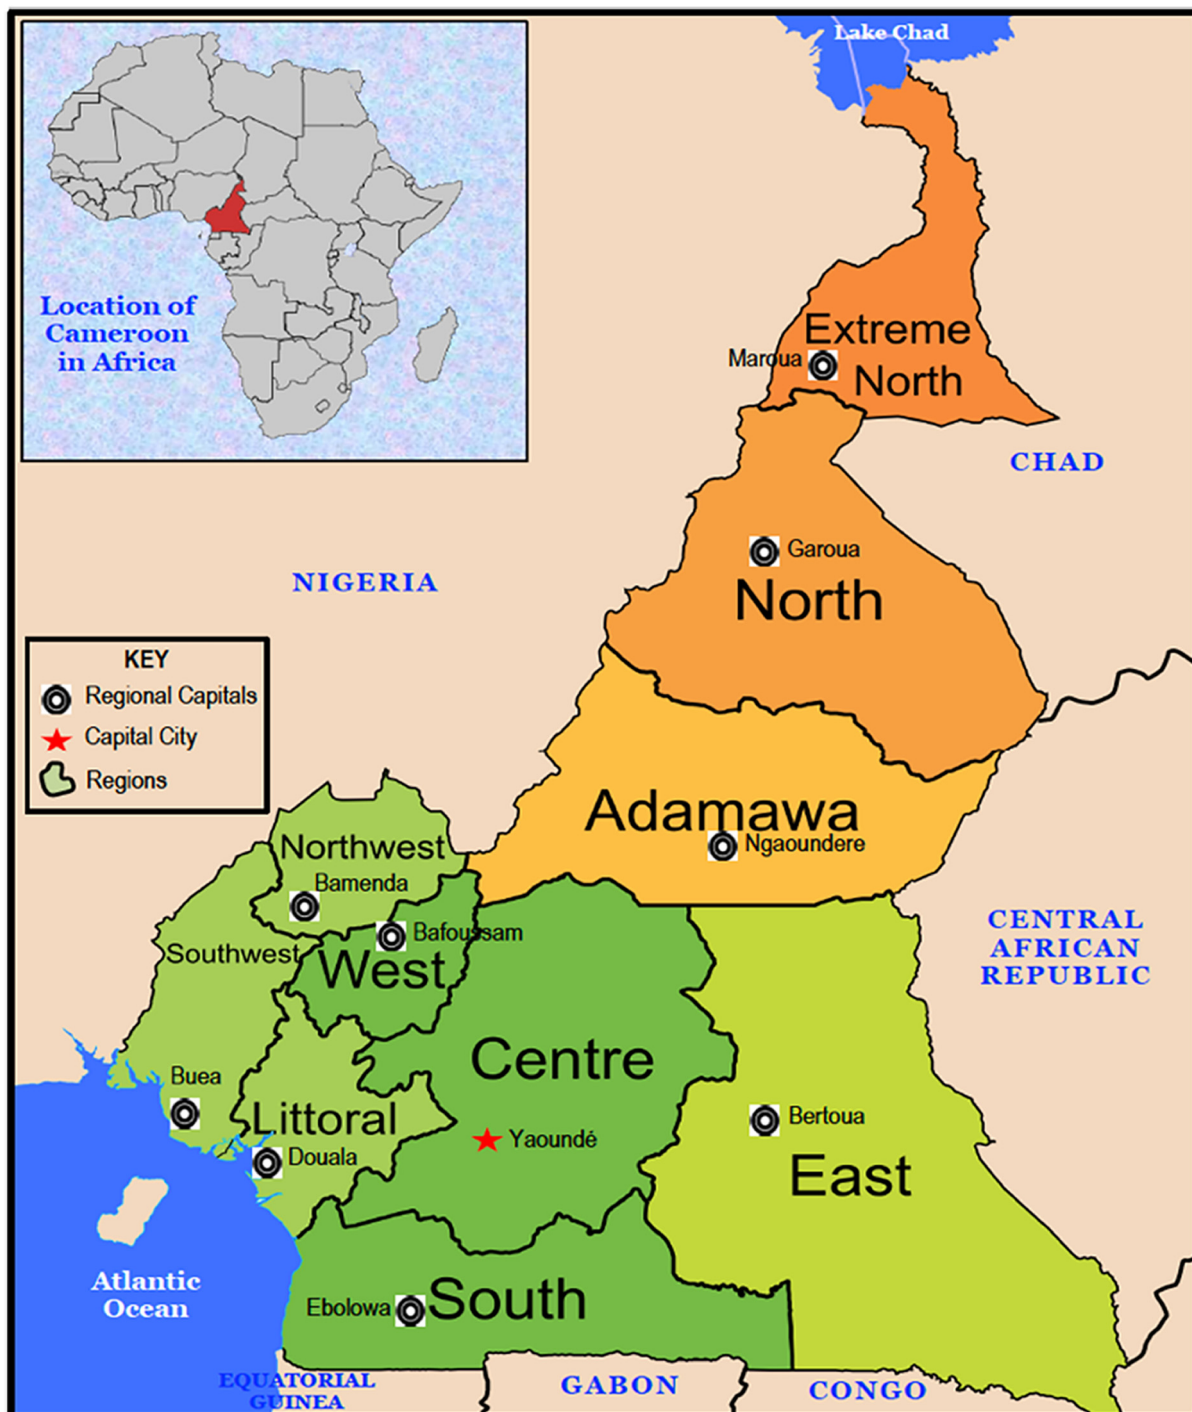 Lake Chad
Location of
Cameroon
in Africa
Extreme
North
Maroua
CHAD
Garoua
North
NIGERIA
KEY
Regional Capitals
Capital City
Regions
Adamawa
Ngaoundere
Northwest
Bamenda
Bafoussam
Southwest
West
CENTRAL
AFRICAN
REPUBLIC
Centre
Buea
Littoral
Bertoua
Yaoundé
Douala
East
Atlantic
Ocean
Ebolowa
South
EQUATORIAL
GUINEA
GABON
CONGO